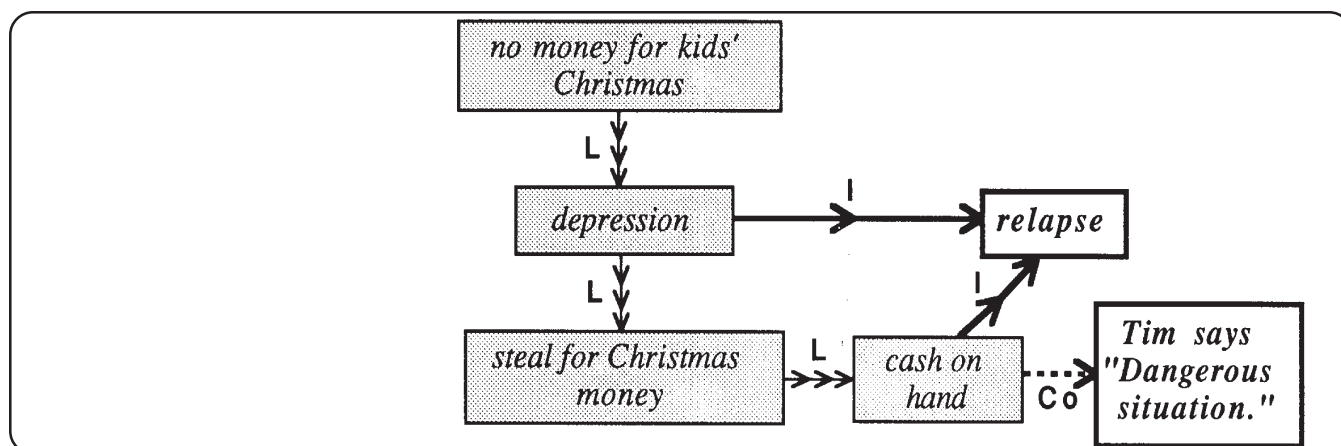 no money for kids'
Christmas
L
depression
I
relapse
L
I
steal for Christmas
money
L
cash on
hand
Co
Tim says
"Dangerous
situation."